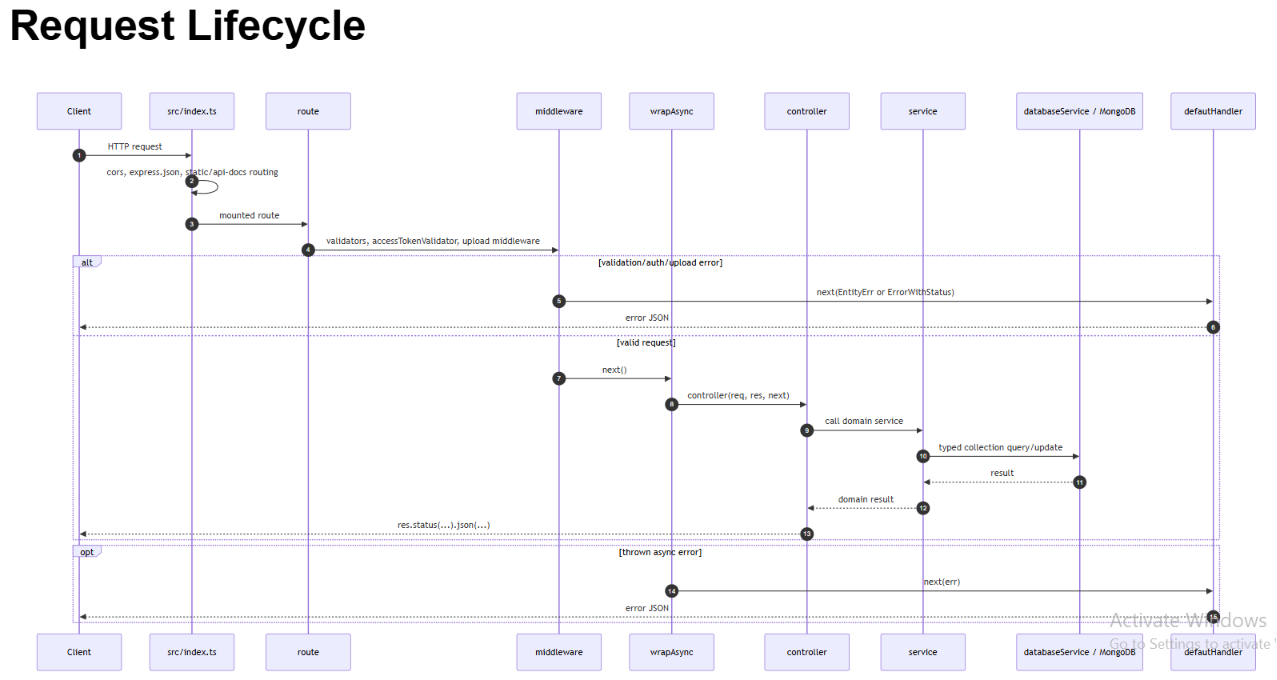 Request Lifecycle
Client
src/index.ts
route
middleware
wrapAsync
controller
service
databaseService / MongoDB
defautHandler
1
HTTP request
cors, express.json, static/api-docs routing
2
3
mounted route
4
validators, accessTokenValidator, upload middleware
alt
[validation/auth/upload error]
5
next(EntityErr or ErrorWithStatus)
error JSON
6
[valid request]
7
next()
8
controller(req, res, next)
9
call domain service
10
typed collection query/update
result
11
domain result
12
res.status(...).json(...)
13
opt
[thrown async error]
14
next(err)
error JSON
15
Activate Windows
Go to Settings to activate
Client
src/index.ts
route
middleware
wrapAsync
controller
service
databaseService / MongoDB
defautHandler